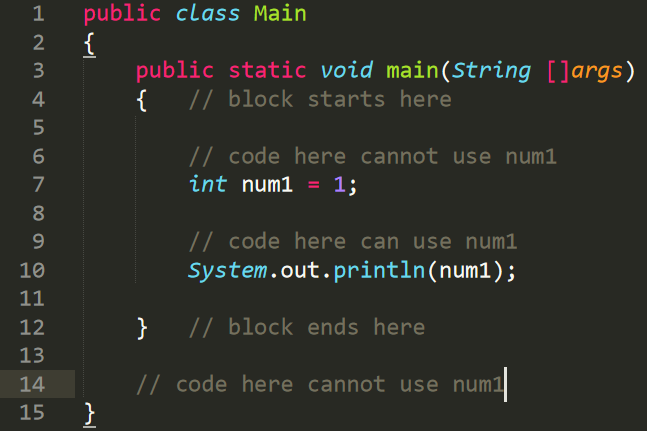 1 public class Main
2 {
3 public static void main(String []args)
4 { // block starts here
5
6 // code here cannot use num1
7 int num1 = 1;
8
9 // code here can use num1
10 System.out.println(num1);
11
12 } // block ends here
13
14 // code here cannot use num1
15 }